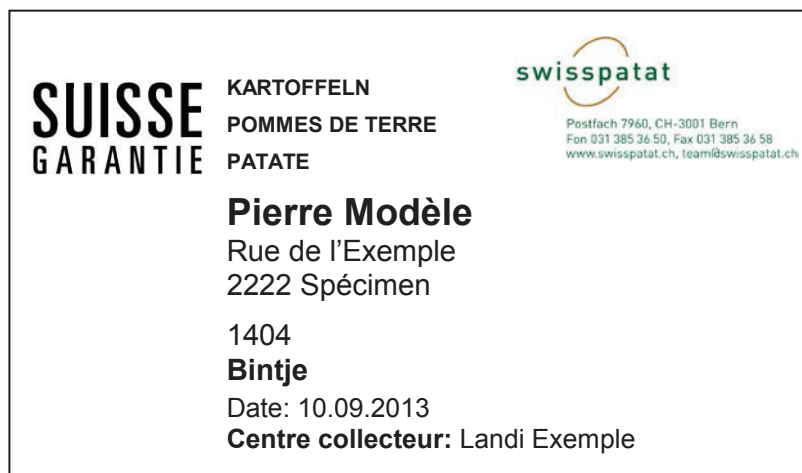 SUISSE
GARANTIE
KARTOFFELN
POMMES DE TERRE
PATATE
swisspatat
Postfach 7960, CH-3001 Bern
Fon 031 385 36 50, Fax 031 385 36 58
www.swisspatat.ch, team@swisspatat.ch
Pierre Modèle
Rue de l’Exemple
2222 Spécimen
1404
Bintje
Date: 10.09.2013
Centre collecteur: Landi Exemple